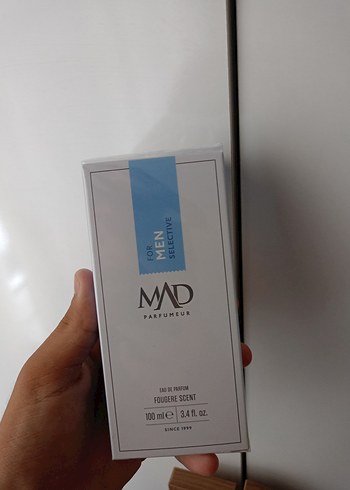 FOR
MEN
SELECTIVE
MAD
PARFUMEUR
EAU DE PARFUM
FOUGERE SCENT
100 ml ℮ 3.4 fl. oz.
SINCE 1999